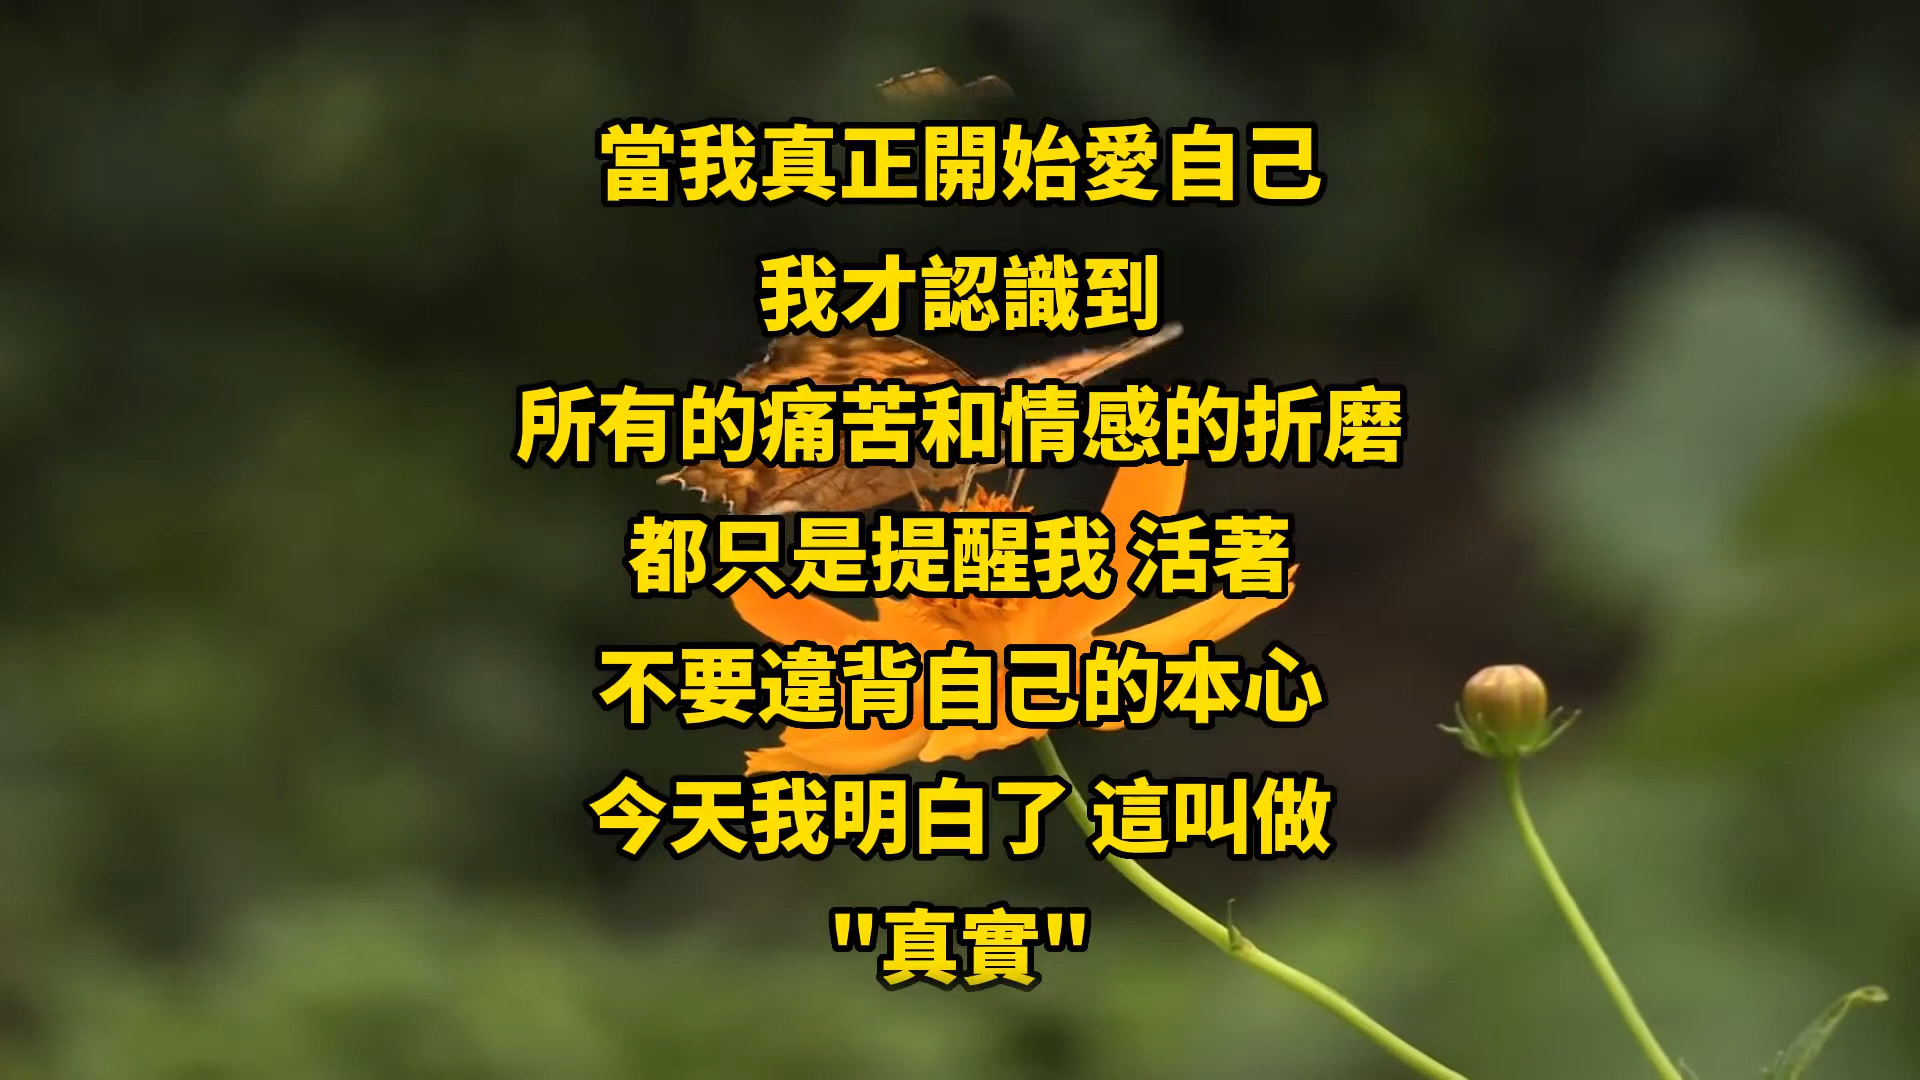 當我真正開始愛自己
我才認識到
所有的痛苦和情感的折磨
都只是提醒我 活著
不要違背自己的本心
今天我明白了 這叫做
"真實"